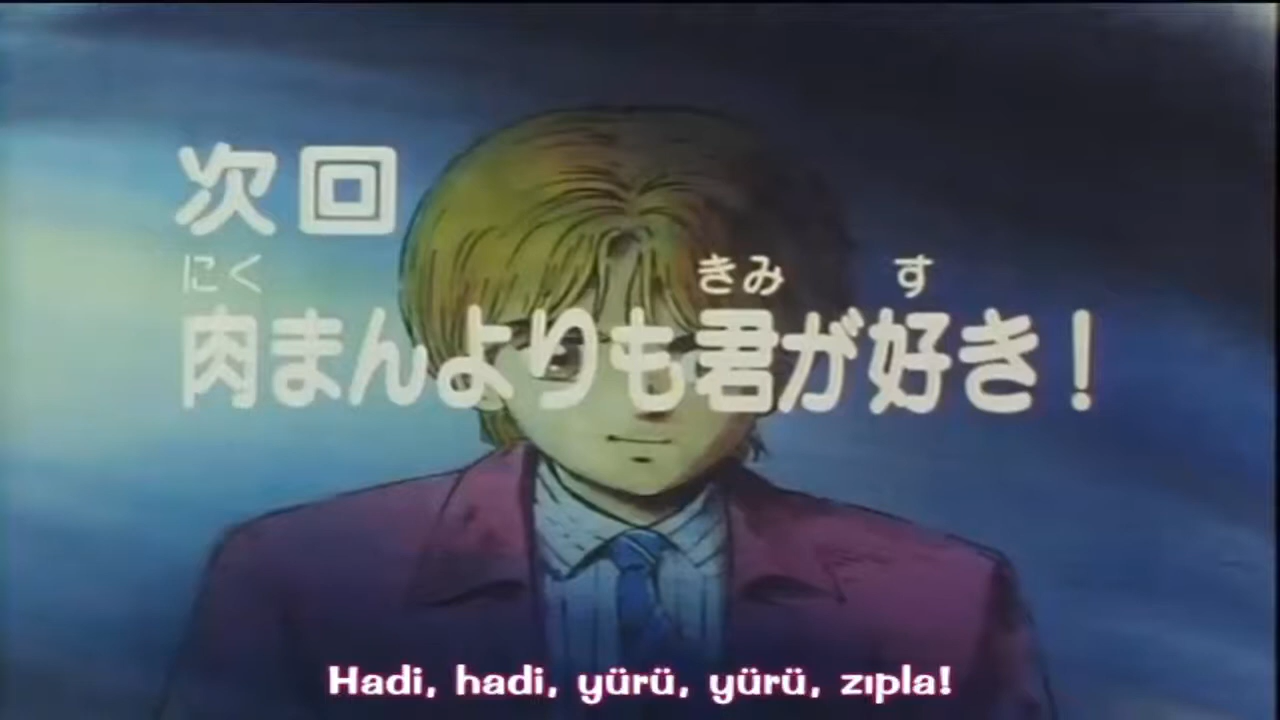 次回
にく きみ す
肉まんよりも君が好き！
Hadi, hadi, yürü, yürü, zıpla!